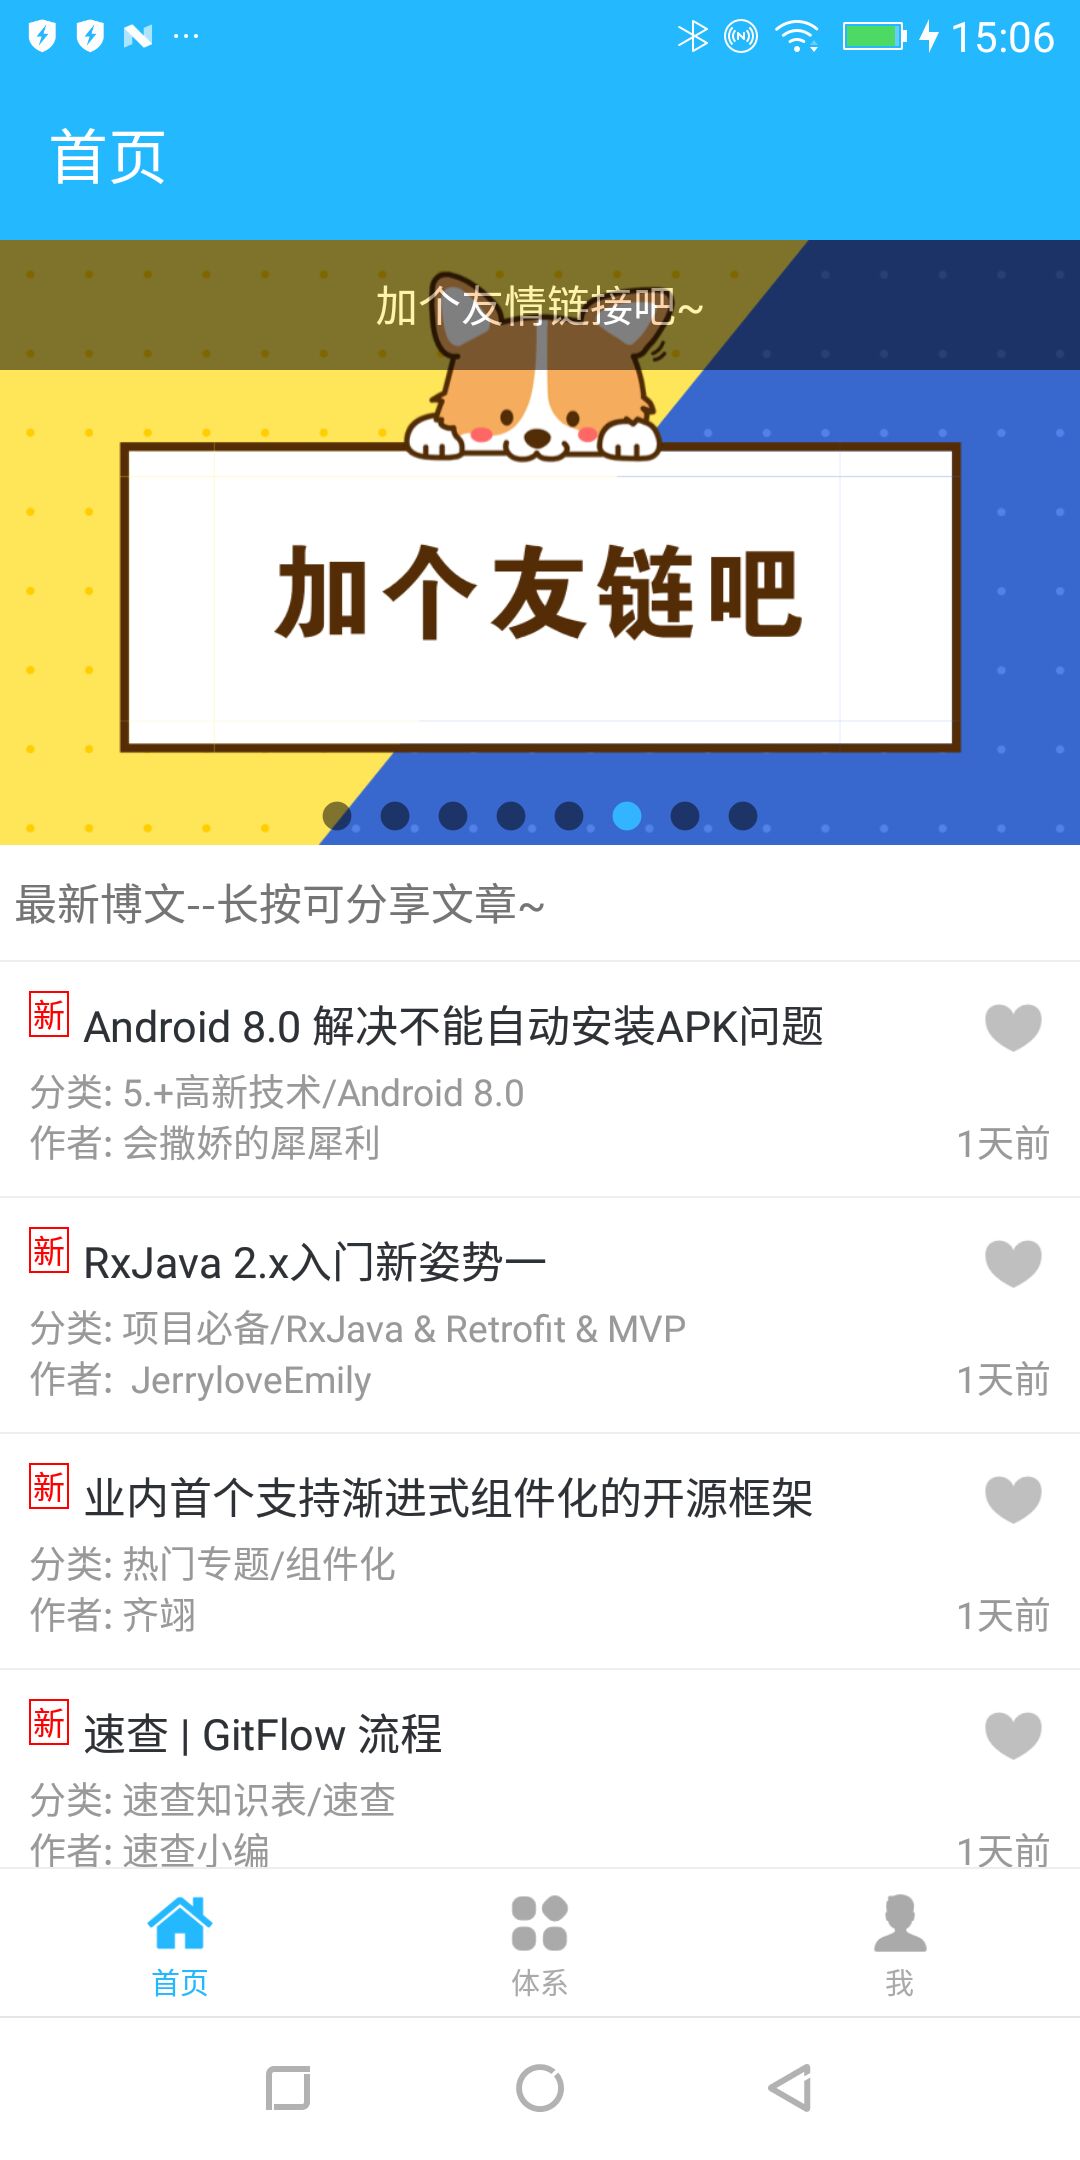 15:06
首页
加个友情链接吧~
加个友链吧
最新博文--长按可分享文章~
新 Android 8.0 解决不能自动安装APK问题
分类: 5.+高新技术/Android 8.0
作者: 会撒娇的犀犀利 1天前
新 RxJava 2.x入门新姿势一
分类: 项目必备/RxJava & Retrofit & MVP
作者: JerryloveEmily 1天前
新 业内首个支持渐进式组件化的开源框架
分类: 热门专题/组件化
作者: 齐翊 1天前
新 速查 | GitFlow 流程
分类: 速查知识表/速查
作者: 速查小编 1天前
首页 体系 我